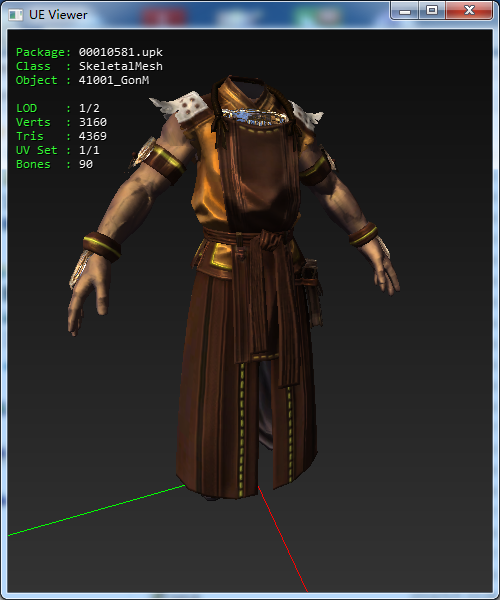 UE Viewer
Package: 00010581.upk
Class : SkeletalMesh
Object : 41001_GonM
LOD : 1/2
Verts : 3160
Tris : 4369
UV Set : 1/1
Bones : 90